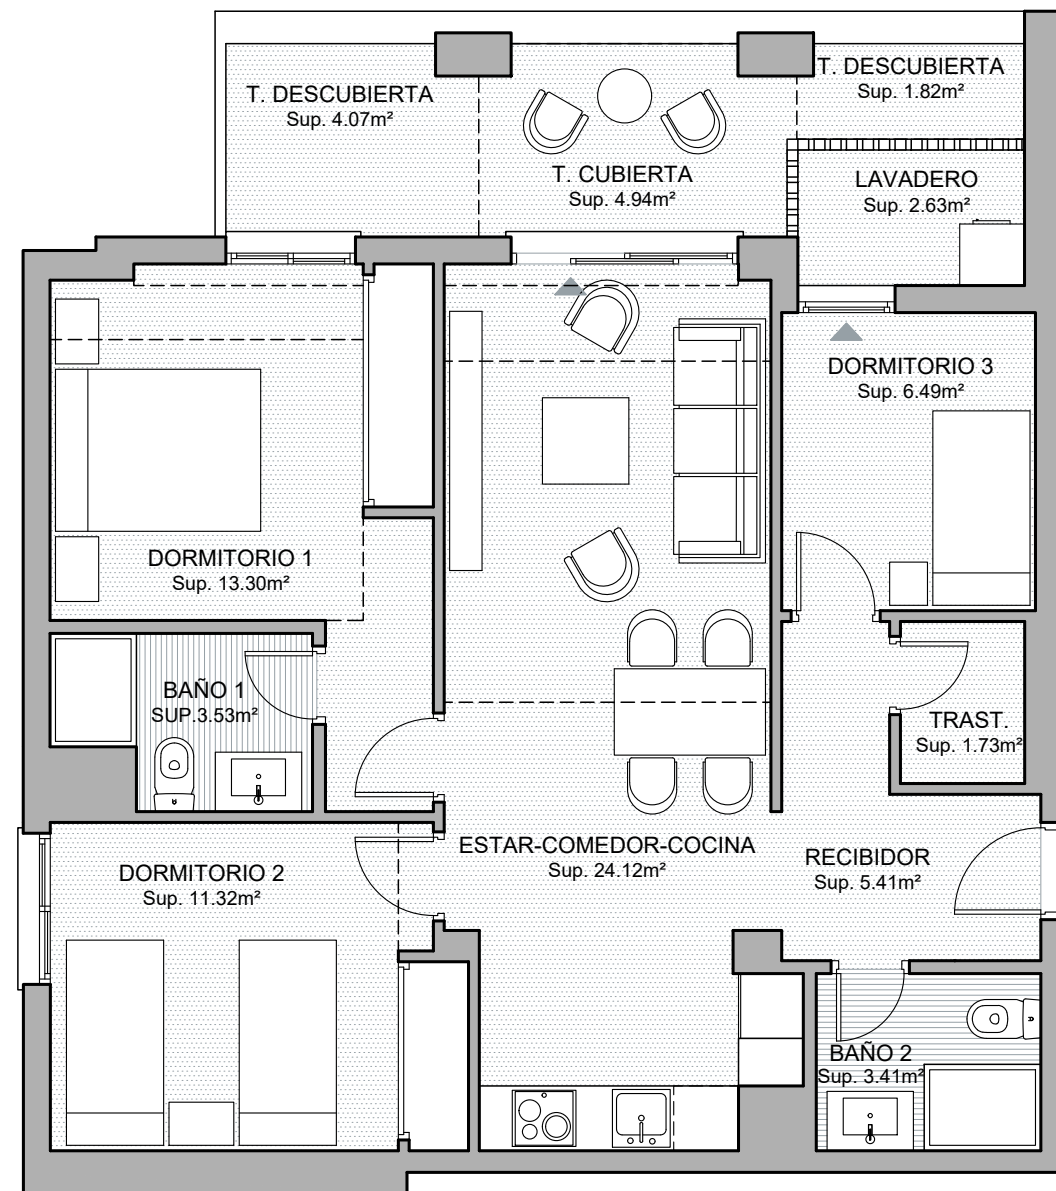 T. DESCUBIERTA
Sup. 4.07m²
T. DESCUBIERTA
Sup. 1.82m²
T. CUBIERTA
Sup. 4.94m²
LAVADERO
Sup. 2.63m²
DORMITORIO 3
Sup. 6.49m²
DORMITORIO 1
Sup. 13.30m²
BAÑO 1
SUP.3.53m²
TRAST.
Sup. 1.73m²
ESTAR-COMEDOR-COCINA
Sup. 24.12m²
RECIBIDOR
Sup. 5.41m²
DORMITORIO 2
Sup. 11.32m²
BAÑO 2
Sup. 3.41m²